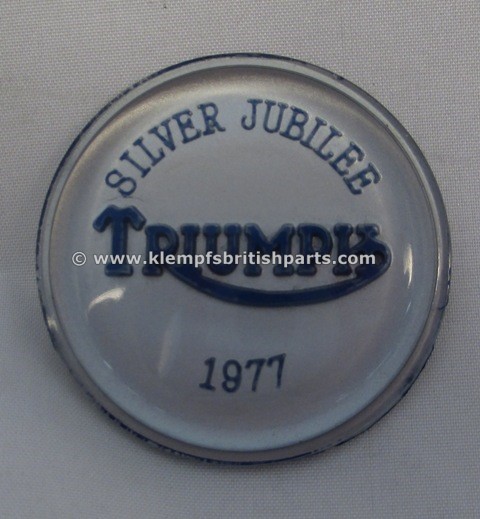 SILVER JUBILEE
TRIUMPH
© www.klempfsbritishparts.com
1977